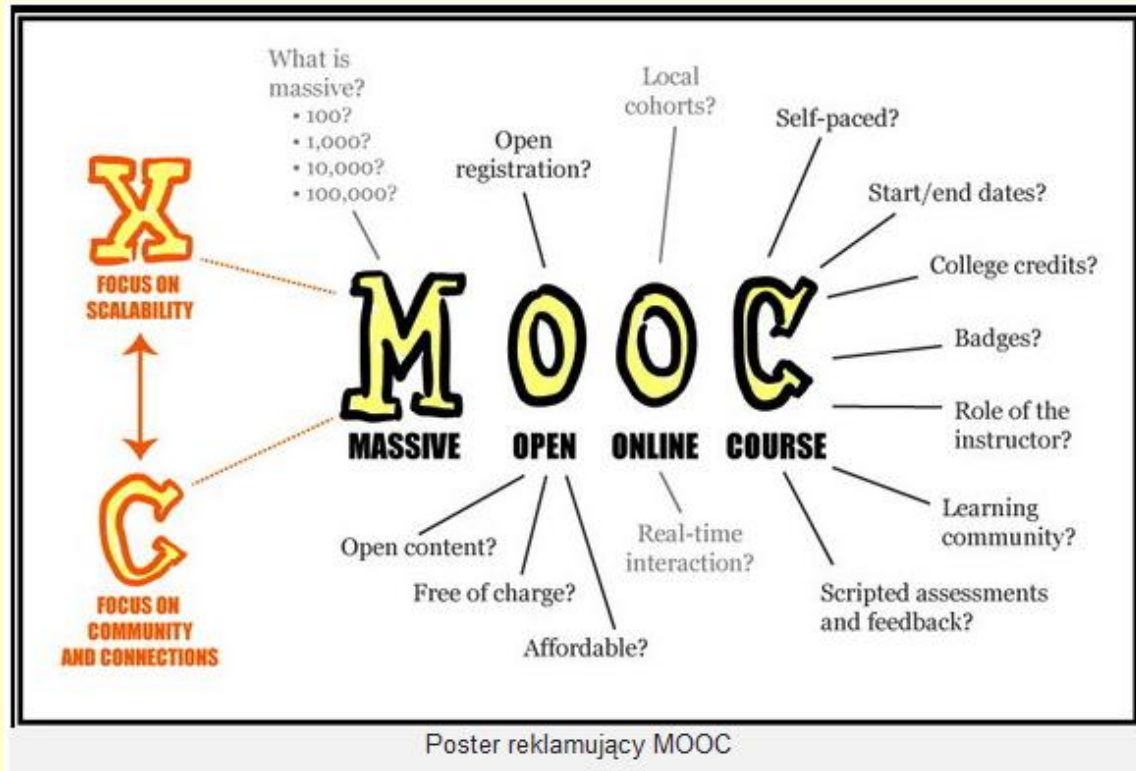 What is
massive?
• 100?
• 1,000?
• 10,000?
• 100,000?
Open
registration?
Local
cohorts?
Self-paced?
Start/end dates?
College credits?
Badges?
Role of the
instructor?
Learning
community?
Scripted assessments
and feedback?
X
FOCUS ON
SCALABILITY
C
FOCUS ON
COMMUNITY
AND CONNECTIONS
MOOC
MASSIVE OPEN ONLINE COURSE
Open content?
Free of charge?
Affordable?
Real-time
interaction?
Poster reklamujący MOOC